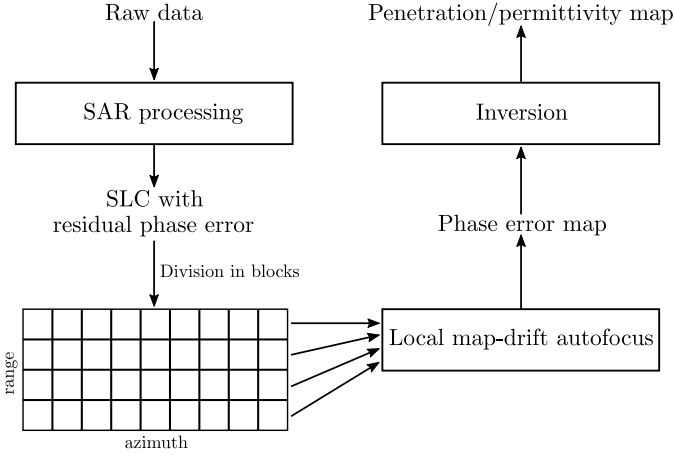 Raw data
SAR processing
SLC with
residual phase error
Division in blocks
range
azimuth
Local map-drift autofocus
Phase error map
Inversion
Penetration/permittivity map